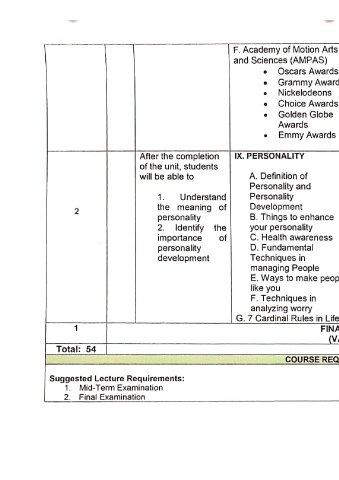 F. Academy of Motion Arts
and Sciences (AMPAS)
• Oscars Awards
• Grammy Award
• Nickelodeons
• Choice Awards
• Golden Globe
Awards
• Emmy Awards
2
After the completion
of the unit, students
will be able to
1. Understand
the meaning of
personality
2. Identify the
importance of
personality
development
IX. PERSONALITY
A. Definition of
Personality and
Personality
Development
B. Things to enhance
your personality
C. Health awareness
D. Fundamental
Techniques in
managing People
E. Ways to make peop
like you
F. Techniques in
analyzing worry
G. 7 Cardinal Rules in Life
1
FINA
(VA
Total: 54
COURSE REQ
Suggested Lecture Requirements:
1. Mid-Term Examination
2. Final Examination